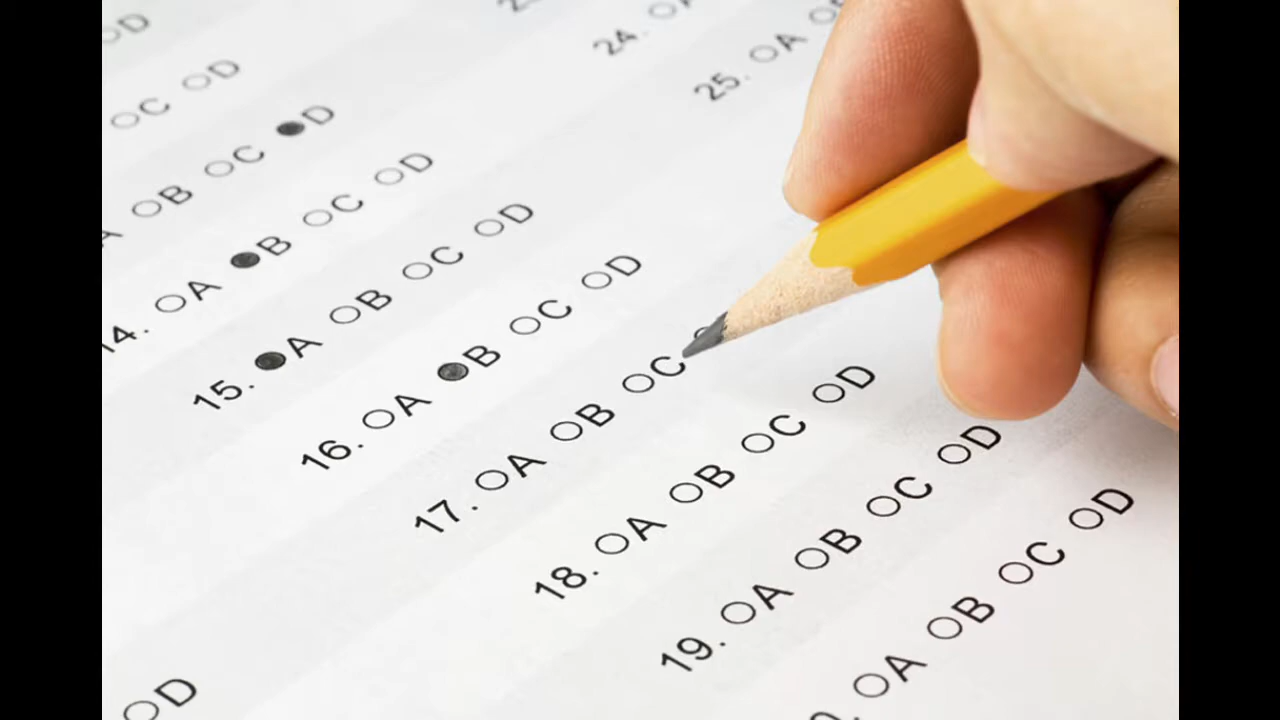 D
C D
B C D
14. A B C D
15. A B C D
16. A B C D
17. A B C
18. A B C D
19. A B C D
A B C D
D
24.
25. A